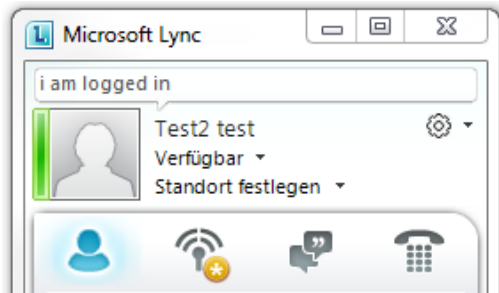 Microsoft Lync
i am logged in
Test2 test
Verfügbar
Standort festlegen